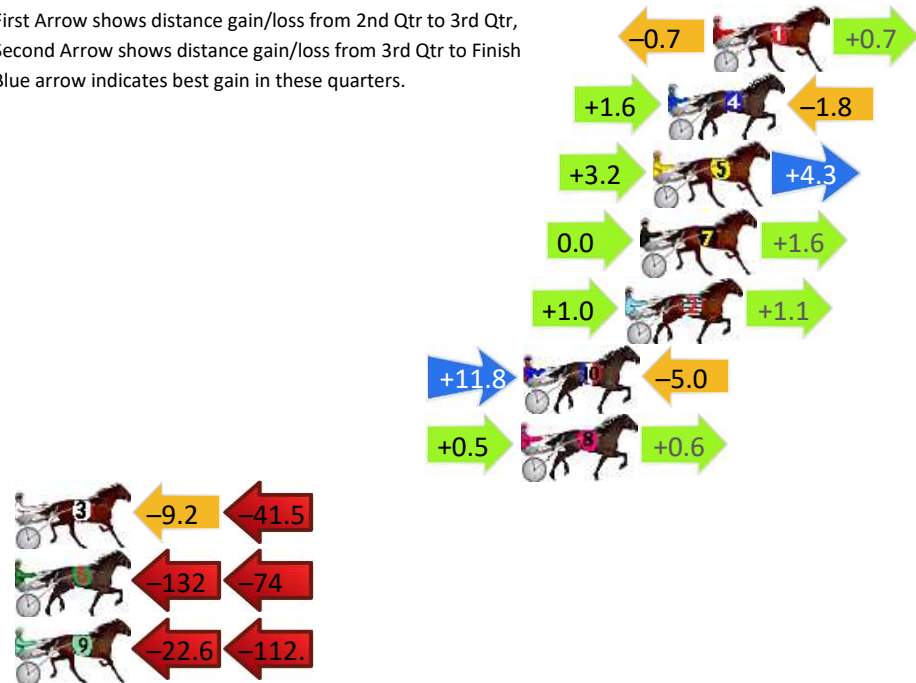 First Arrow shows distance gain/loss from 2nd Qtr to 3rd Qtr,
Second Arrow shows distance gain/loss from 3rd Qtr to Finish
Blue arrow indicates best gain in these quarters.
–0.7 1 +0.7
+1.6 4 –1.8
+3.2 5 +4.3
0.0 7 +1.6
+1.0 2 +1.1
+11.8 10 –5.0
+0.5 8 +0.6
3 –9.2 –41.5
6 –132 –74
9 –22.6 –112.